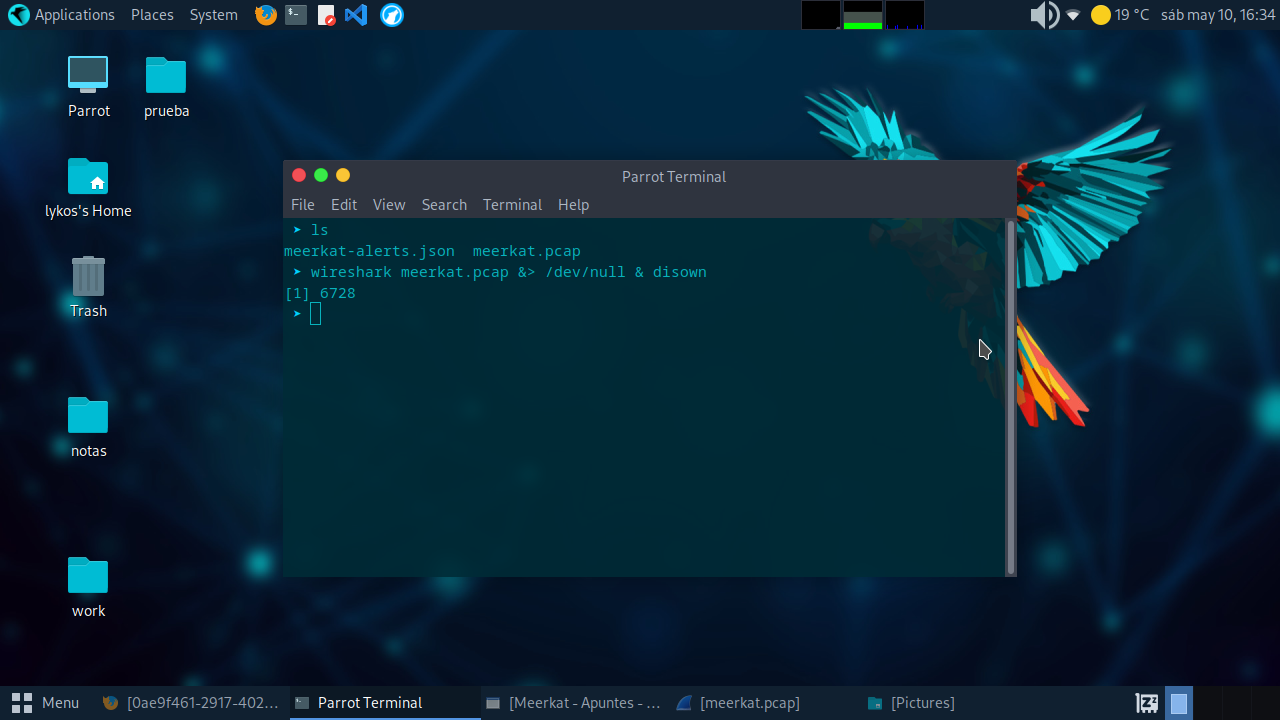 Applications Places System 19 °C sáb may 10, 16:34
Parrot prueba
lykos's Home
Trash
notas
work
Parrot Terminal
File Edit View Search Terminal Help
➤ ls
meerkat-alerts.json meerkat.pcap
➤ wireshark meerkat.pcap &> /dev/null & disown
[1] 6728
➤
Menu [0ae9f461-2917-402... Parrot Terminal [Meerkat - Apuntes - ... [meerkat.pcap] [Pictures]